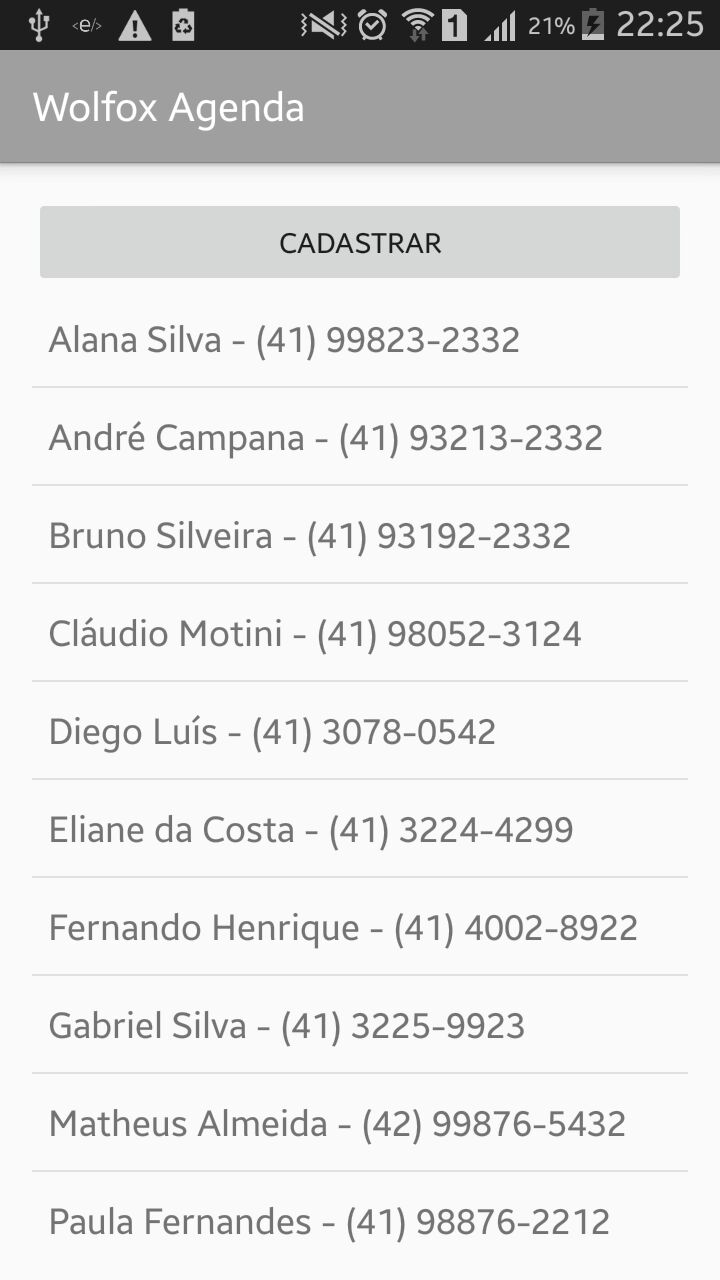 <e/> 1 21% 22:25
Wolfox Agenda
CADASTRAR
Alana Silva - (41) 99823-2332
André Campana - (41) 93213-2332
Bruno Silveira - (41) 93192-2332
Cláudio Motini - (41) 98052-3124
Diego Luís - (41) 3078-0542
Eliane da Costa - (41) 3224-4299
Fernando Henrique - (41) 4002-8922
Gabriel Silva - (41) 3225-9923
Matheus Almeida - (42) 99876-5432
Paula Fernandes - (41) 98876-2212